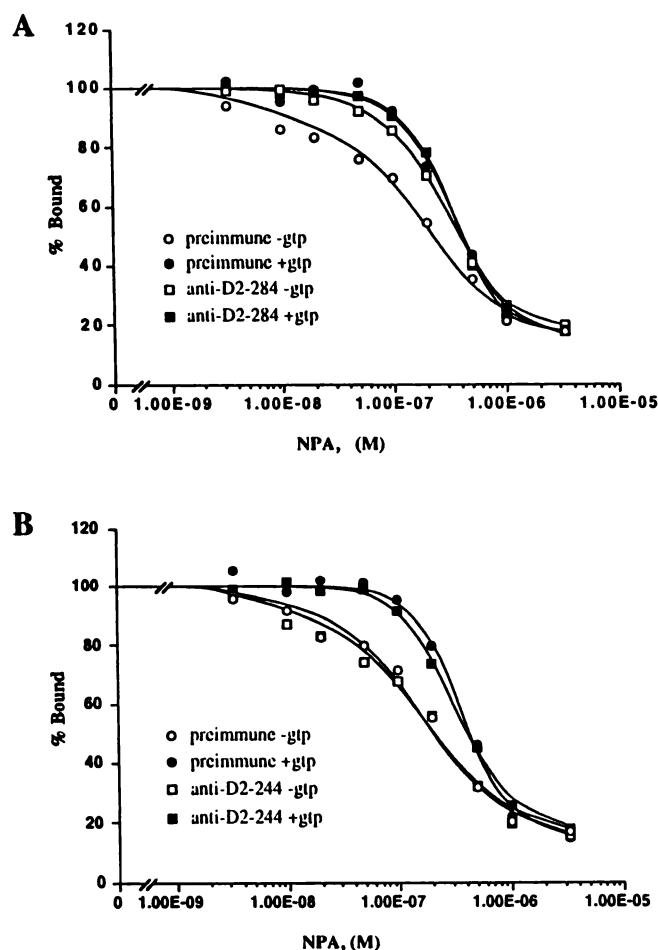 A
120
100
80
60
40
20
0
% Bound
preimmune -gtp
preimmune +gtp
anti-D2-284 -gtp
anti-D2-284 +gtp
0 1.00E-09 1.00E-08 1.00E-07 1.00E-06 1.00E-05
NPA, (M)
B
120
100
80
60
40
20
0
% Bound
preimmune -gtp
preimmune +gtp
anti-D2-244 -gtp
anti-D2-244 +gtp
0 1.00E-09 1.00E-08 1.00E-07 1.00E-06 1.00E-05
NPA, (M)